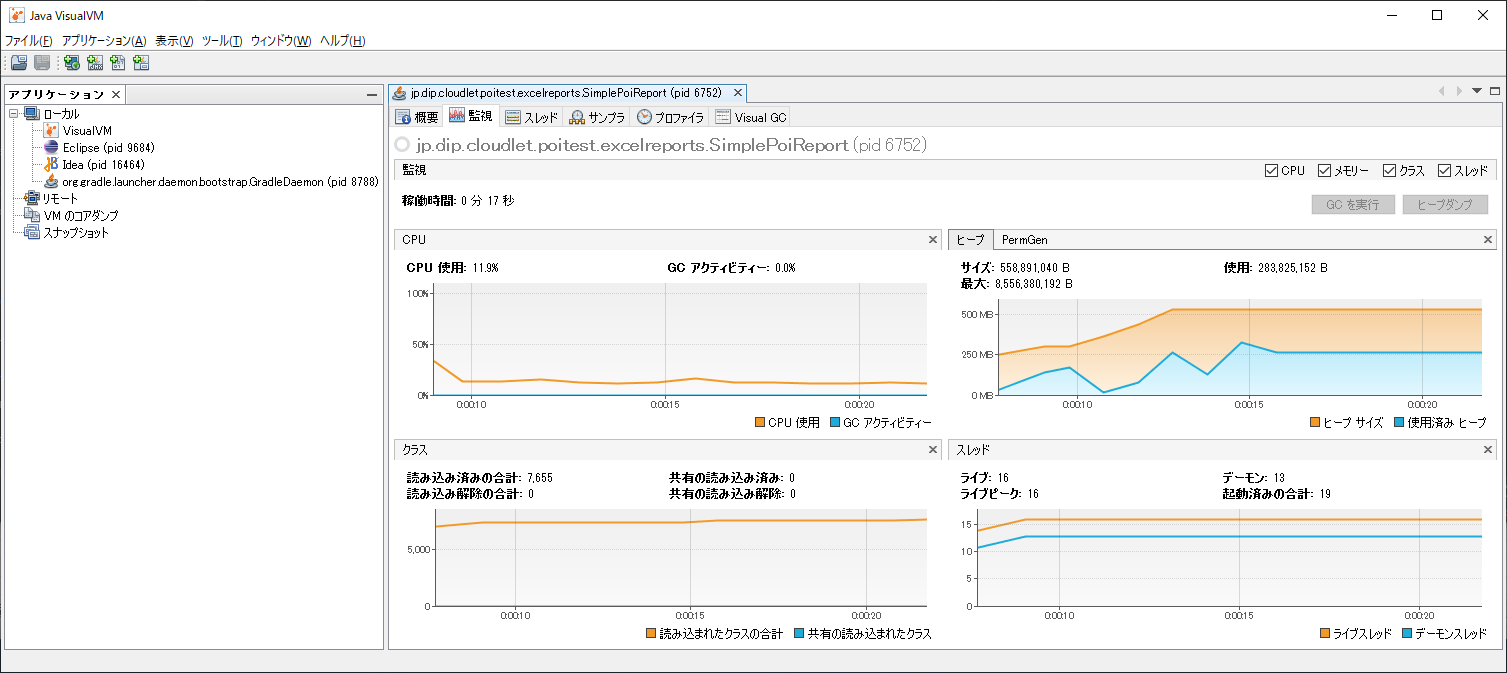 Java VisualVM
ファイル(F) アプリケーション(A) 表示(V) ツール(T) ウィンドウ(W) ヘルプ(H)
アプリケーション
ローカル
VisualVM
Eclipse (pid 9684)
Idea (pid 16464)
org.gradle.launcher.daemon.bootstrap.GradleDaemon (pid 8788)
リモート
VM のコアダンプ
スナップショット
jp.dip.cloudlet.poitest.excelreports.SimplePoiReport (pid 6752)
概要 監視 スレッド サンプラ プロファイラ Visual GC
jp.dip.cloudlet.poitest.excelreports.SimplePoiReport (pid 6752)
監視 CPU メモリー クラス スレッド
稼働時間: 0 分 17 秒
GC を実行 ヒープダンプ
CPU
CPU 使用: 11.9% GC アクティビティー: 0.0%
100%
50%
0%
0:00:10 0:00:15 0:00:20
CPU 使用 GC アクティビティー
ヒープ PermGen
サイズ: 558,891,040 B 使用: 283,825,152 B
最大: 8,556,380,192 B
500 MB
250 MB
0 MB
0:00:10 0:00:15 0:00:20
ヒープ サイズ 使用済み ヒープ
クラス
読み込み済みの合計: 7,655 共有の読み込み済み: 0
読み込み解除の合計: 0 共有の読み込み解除: 0
5,000
0
0:00:10 0:00:15 0:00:20
読み込まれたクラスの合計 共有の読み込まれたクラス
スレッド
ライブ: 16 デーモン: 13
ライブピーク: 16 起動済みの合計: 19
15
10
5
0
0:00:10 0:00:15 0:00:20
ライブスレッド デーモンスレッド